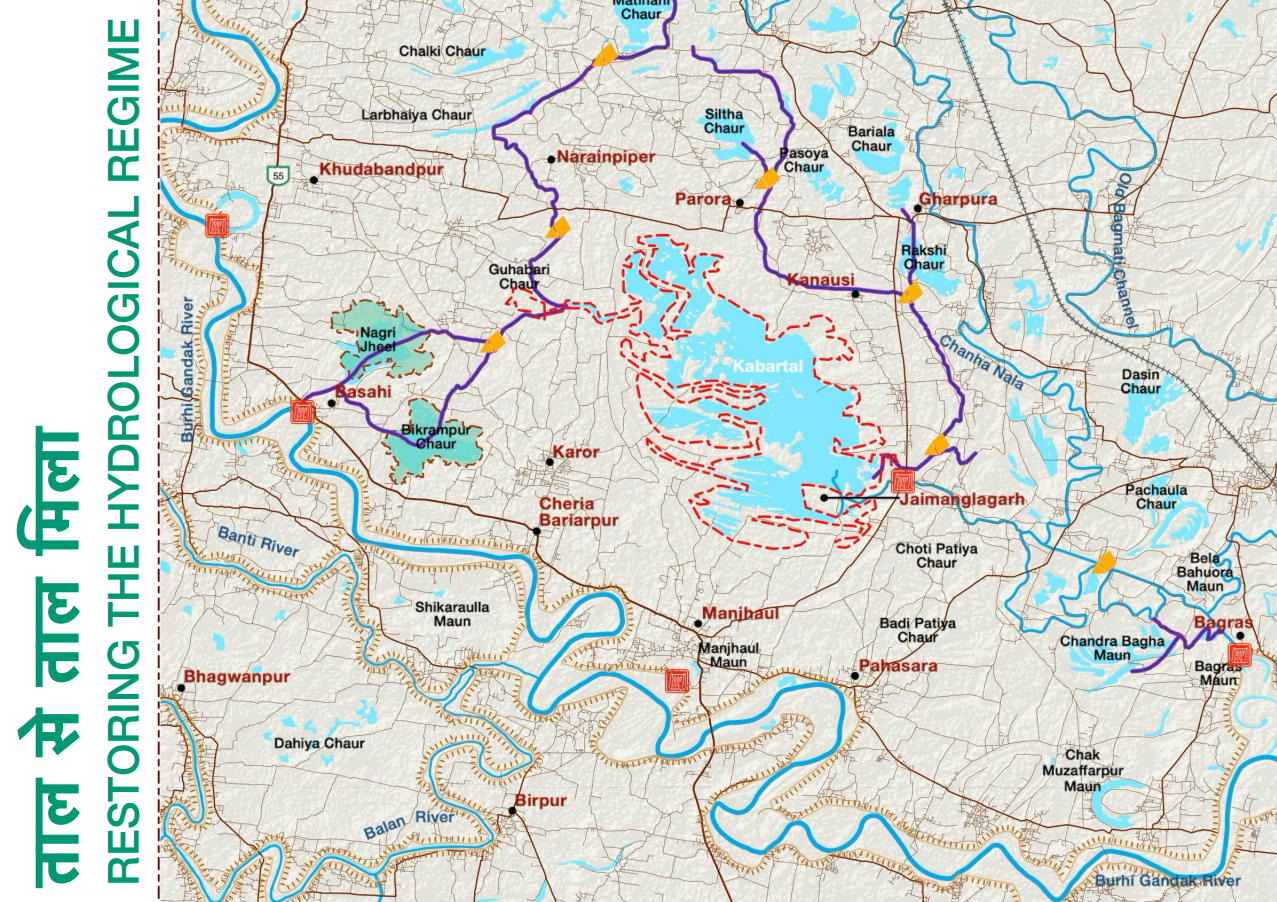 ताल से ताल मिला
RESTORING THE HYDROLOGICAL REGIME
Matihani
Chaur
Chalki Chaur
Larbhaiya Chaur
Siltha
Chaur
Bariala
Chaur
Pasoya
Chaur
55
Khudabandpur
Narainpiper
Parora
Gharpura
Old Bagmati Channel
Rakshi
Chaur
Guhabari
Chaur
Kanausi
Burhi Gandak River
Nagri
Jheel
Kabartal
Chanha Nala
Dasin
Chaur
Basahi
Bikrampur
Chaur
Karor
Cheria
Bariarpur
Jaimanglagarh
Pachaula
Chaur
Banti River
Choti Patiya
Chaur
Bela
Bahuora
Maun
Shikaraulla
Maun
Manjhaul
Badi Patiya
Chaur
Bagras
Chandra Bagha
Maun
Manjhaul
Maun
Pahasara
Bagras
Maun
Bhagwanpur
Dahiya Chaur
Chak
Muzaffarpur
Maun
Birpur
Balan River
Burhi Gandak River